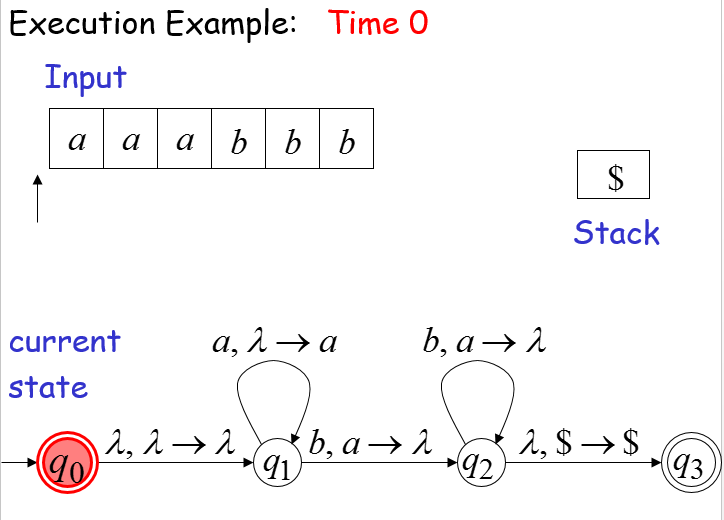 Execution Example: Time 0
Input
a a a b b b
$
Stack
current
state
a, λ → a
b, a → λ
λ, λ → λ
b, a → λ
λ, $ → $
q0
q1
q2
q3